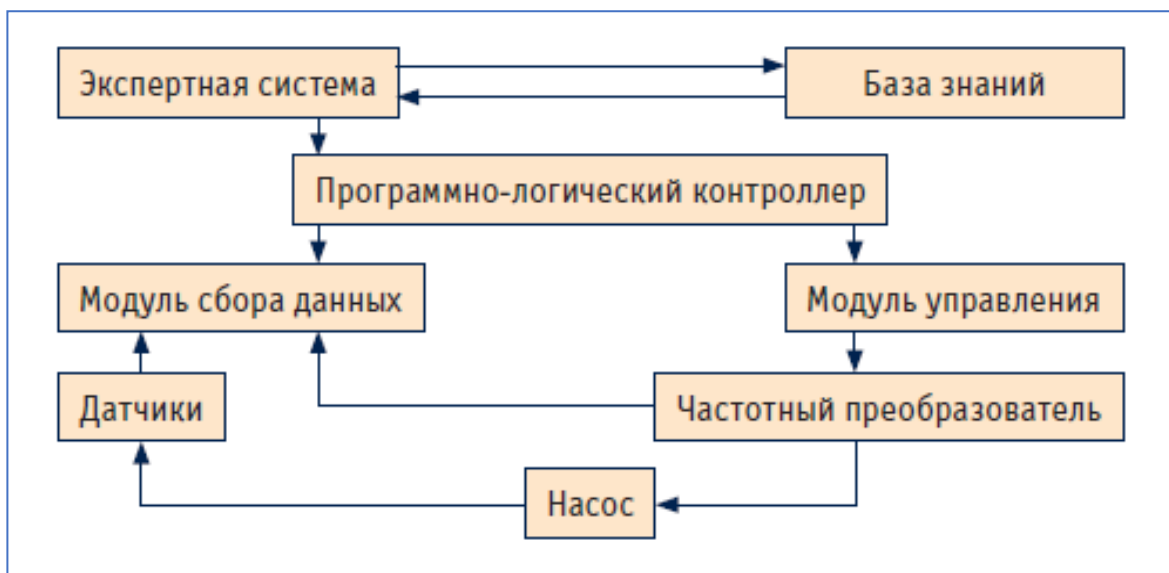 Экспертная система
База знаний
Программно-логический контроллер
Модуль сбора данных
Модуль управления
Датчики
Частотный преобразователь
Насос